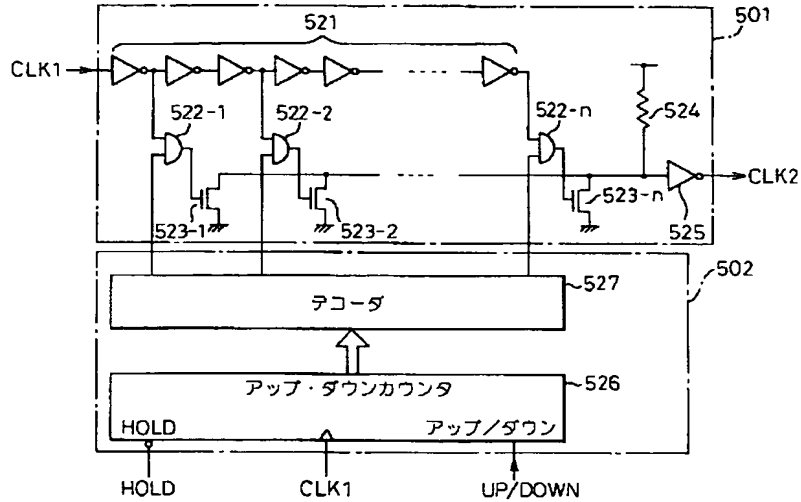 521
501
CLK1
522-1
522-2
522-n
524
CLK2
523-1
523-2
523-n
525
502
527
デコーダ
アップ・ダウンカウンタ
526
HOLD
アップ/ダウン
HOLD
CLK1
UP/DOWN